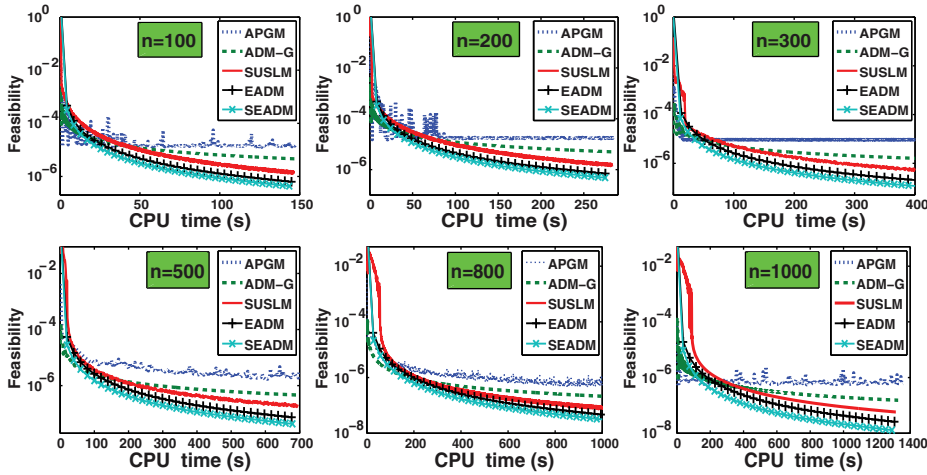 10^0
10^-2
10^-4
10^-6
Feasibility
n=100
APGM
ADM-G
SUSLM
EADM
SEADM
0 50 100 150
CPU time (s)
10^0
10^-2
10^-4
10^-6
Feasibility
n=200
APGM
ADM-G
SUSLM
EADM
SEADM
0 50 100 150 200 250
CPU time (s)
10^0
10^-2
10^-4
10^-6
Feasibility
n=300
APGM
ADM-G
SUSLM
EADM
SEADM
0 100 200 300 400
CPU time (s)
10^-2
10^-4
10^-6
Feasibility
n=500
APGM
ADM-G
SUSLM
EADM
SEADM
0 100 200 300 400 500 600 700
CPU time (s)
10^-2
10^-4
10^-6
10^-8
Feasibility
n=800
APGM
ADM-G
SUSLM
EADM
SEADM
0 200 400 600 800 1000
CPU time (s)
10^-2
10^-4
10^-6
10^-8
Feasibility
n=1000
APGM
ADM-G
SUSLM
EADM
SEADM
0 200 400 600 800 1000 1200 1400
CPU time (s)